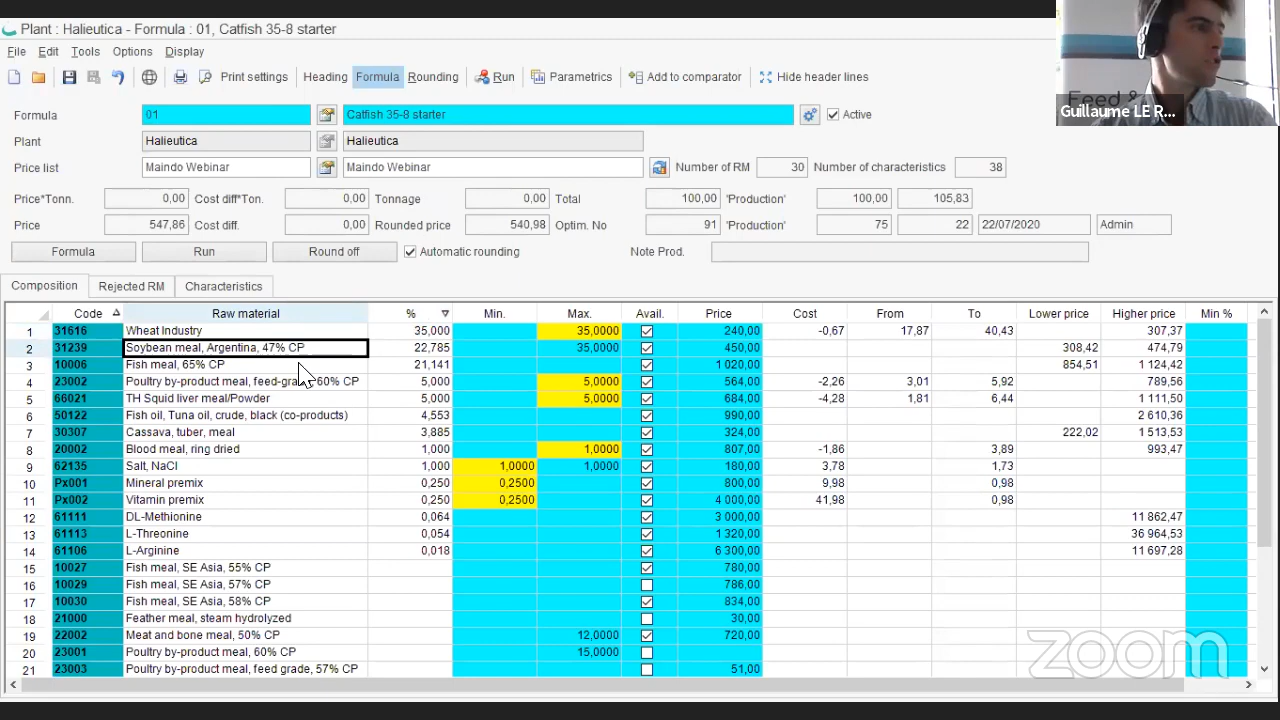 Plant : Halieutica - Formula : 01, Catfish 35-8 starter
File Edit Tools Options Display
Print settings Heading Formula Rounding Run Parametrics Add to comparator Hide header lines
Guillaume LE R...
Formula 01 Catfish 35-8 starter Active
Plant Halieutica Halieutica
Price list Maindo Webinar Maindo Webinar Number of RM 30 Number of characteristics 38
Price*Tonn. 0,00 Cost diff*Ton. 0,00 Tonnage 0,00 Total 100,00 'Production' 100,00 105,83
Price 547,86 Cost diff. 0,00 Rounded price 540,98 Optim. No 91 'Production' 75 22 22/07/2020 Admin
Formula Run Round off Automatic rounding Note Prod.
Composition Rejected RM Characteristics
Code Raw material % Min. Max. Avail. Price Cost From To Lower price Higher price Min %
1 31616 Wheat Industry 35,000 35,0000 240,00 -0,67 17,87 40,43 307,37
2 31239 Soybean meal, Argentina, 47% CP 22,785 35,0000 450,00 308,42 474,79
3 10006 Fish meal, 65% CP 21,141 1 020,00 854,51 1 124,42
4 23002 Poultry by-product meal, feed-grade 60% CP 5,000 5,0000 564,00 -2,26 3,01 5,92 789,56
5 66021 TH Squid liver meal/Powder 5,000 5,0000 684,00 -4,28 1,81 6,44 1 111,50
6 50122 Fish oil, Tuna oil, crude, black (co-products) 4,553 990,00 2 610,36
7 30307 Cassava, tuber, meal 3,885 324,00 222,02 1 513,53
8 20002 Blood meal, ring dried 1,000 1,0000 807,00 -1,86 3,89 993,47
9 62135 Salt, NaCl 1,000 1,0000 1,0000 180,00 3,78 1,73
10 Px001 Mineral premix 0,250 0,2500 800,00 9,98 0,98
11 Px002 Vitamin premix 0,250 0,2500 4 000,00 41,98 0,98
12 61111 DL-Methionine 0,064 3 000,00 11 862,47
13 61113 L-Threonine 0,054 1 320,00 36 964,53
14 61106 L-Arginine 0,018 6 300,00 11 697,28
15 10027 Fish meal, SE Asia, 55% CP 780,00
16 10029 Fish meal, SE Asia, 57% CP 786,00
17 10030 Fish meal, SE Asia, 58% CP 834,00
18 21000 Feather meal, steam hydrolyzed 30,00
19 22002 Meat and bone meal, 50% CP 12,0000 720,00
20 23001 Poultry by-product meal, 60% CP 15,0000
21 23003 Poultry by-product meal, feed grade, 57% CP 51,00
zoom